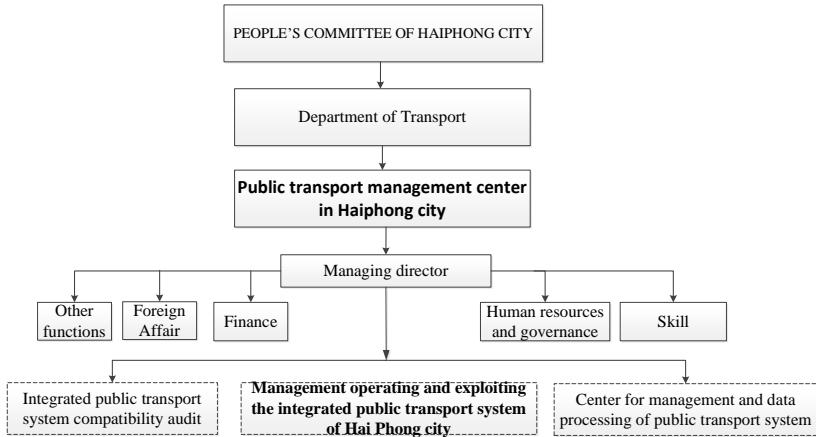 PEOPLE'S COMMITTEE OF HAIPHONG CITY
Department of Transport
Public transport management center
in Haiphong city
Managing director
Other
functions
Foreign
Affair
Finance
Human resources
and governance
Skill
Integrated public transport
system compatibility audit
Management operating and exploiting
the integrated public transport system
of Hai Phong city
Center for management and data
processing of public transport system